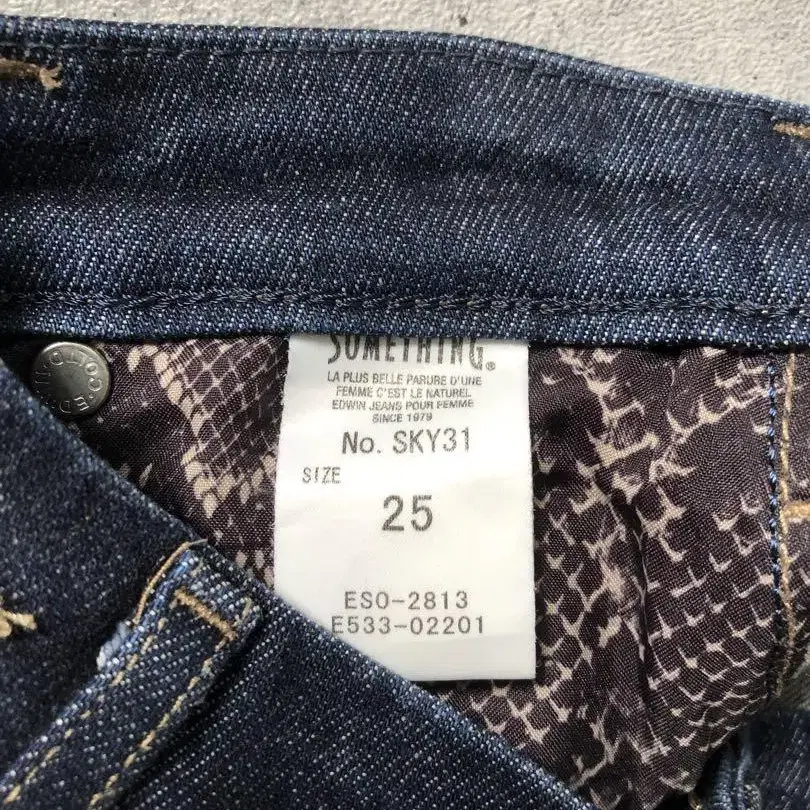 SOMETHING®
LA PLUS BELLE PARURE D'UNE
FEMME C'EST LE NATUREL
EDWIN JEANS POUR FEMME
SINCE 1979
No. SKY31
SIZE
25
ESO-2813
E533-02201